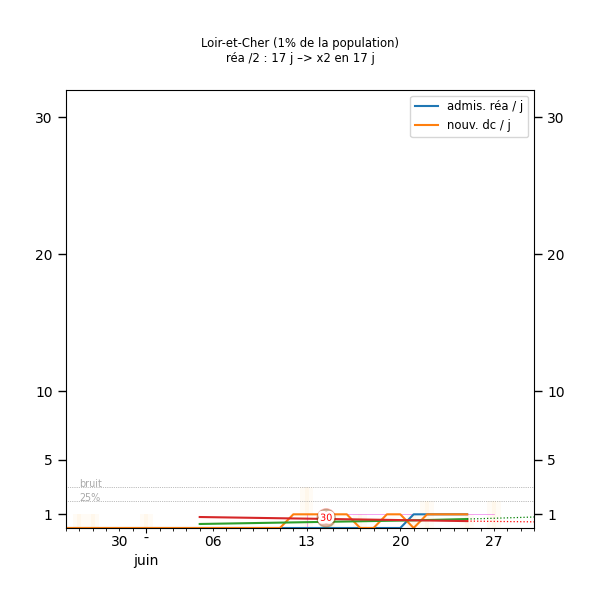 Loir-et-Cher (1% de la population)
réa /2 : 17 j –> x2 en 17 j
admis. réa / j
nouv. dc / j
30 30
20 20
10 10
5 5
bruit
25%
1 30 1
30 - 06 13 20 27
juin